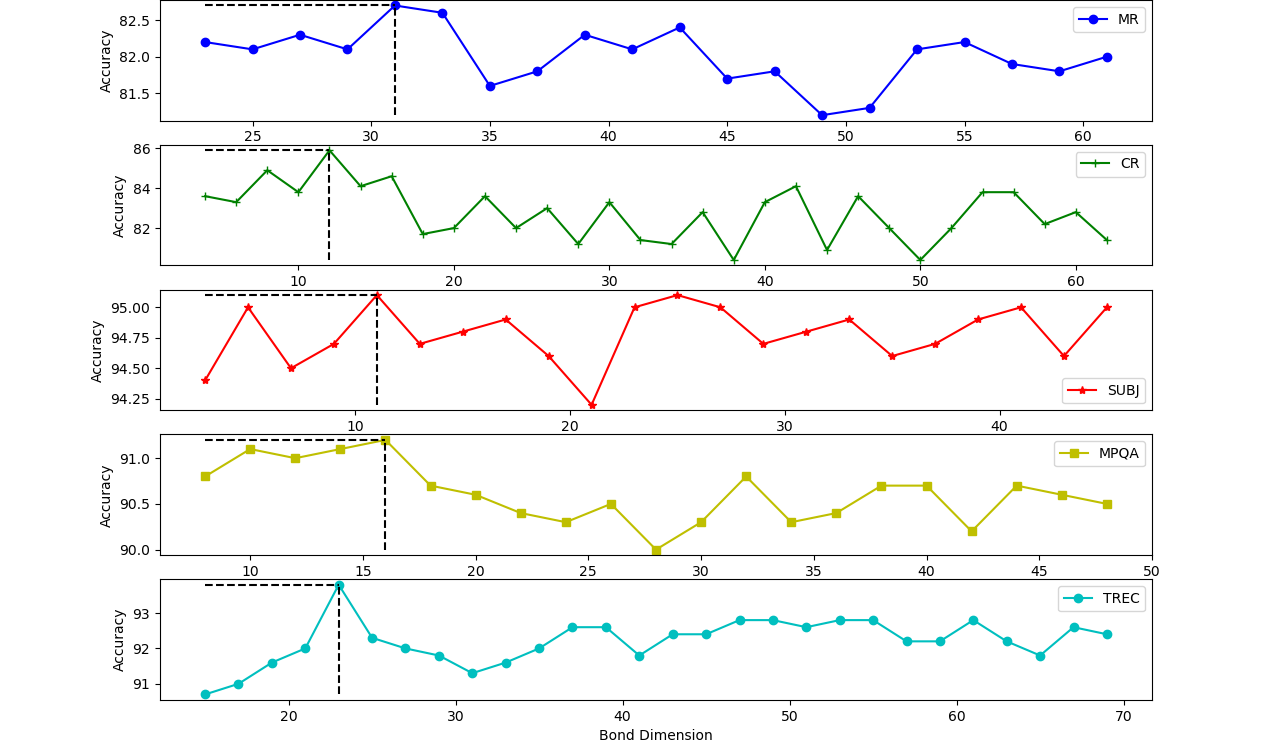 82.5
82.0
81.5
Accuracy
MR
25 30 35 40 45 50 55 60
86
84
82
Accuracy
CR
10 20 30 40 50 60
95.00
94.75
94.50
94.25
Accuracy
SUBJ
10 20 30 40
91.0
90.5
90.0
Accuracy
MPQA
10 15 20 25 30 35 40 45 50
93
92
91
Accuracy
TREC
20 30 40 50 60 70
Bond Dimension